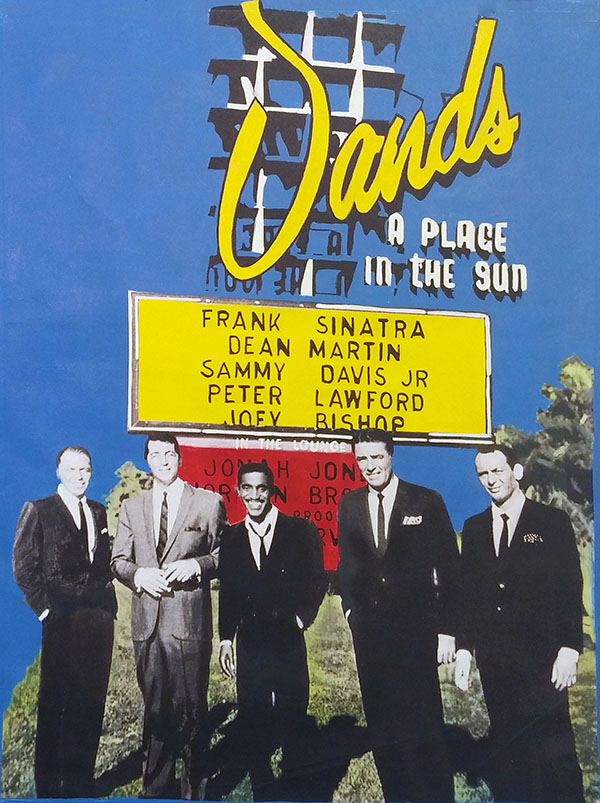 Sands
A PLACE
IN THE SUN
FRANK SINATRA
DEAN MARTIN
SAMMY DAVIS JR
PETER LAWFORD
JOEY BISHOP
IN THE LOUNGE
JONAH